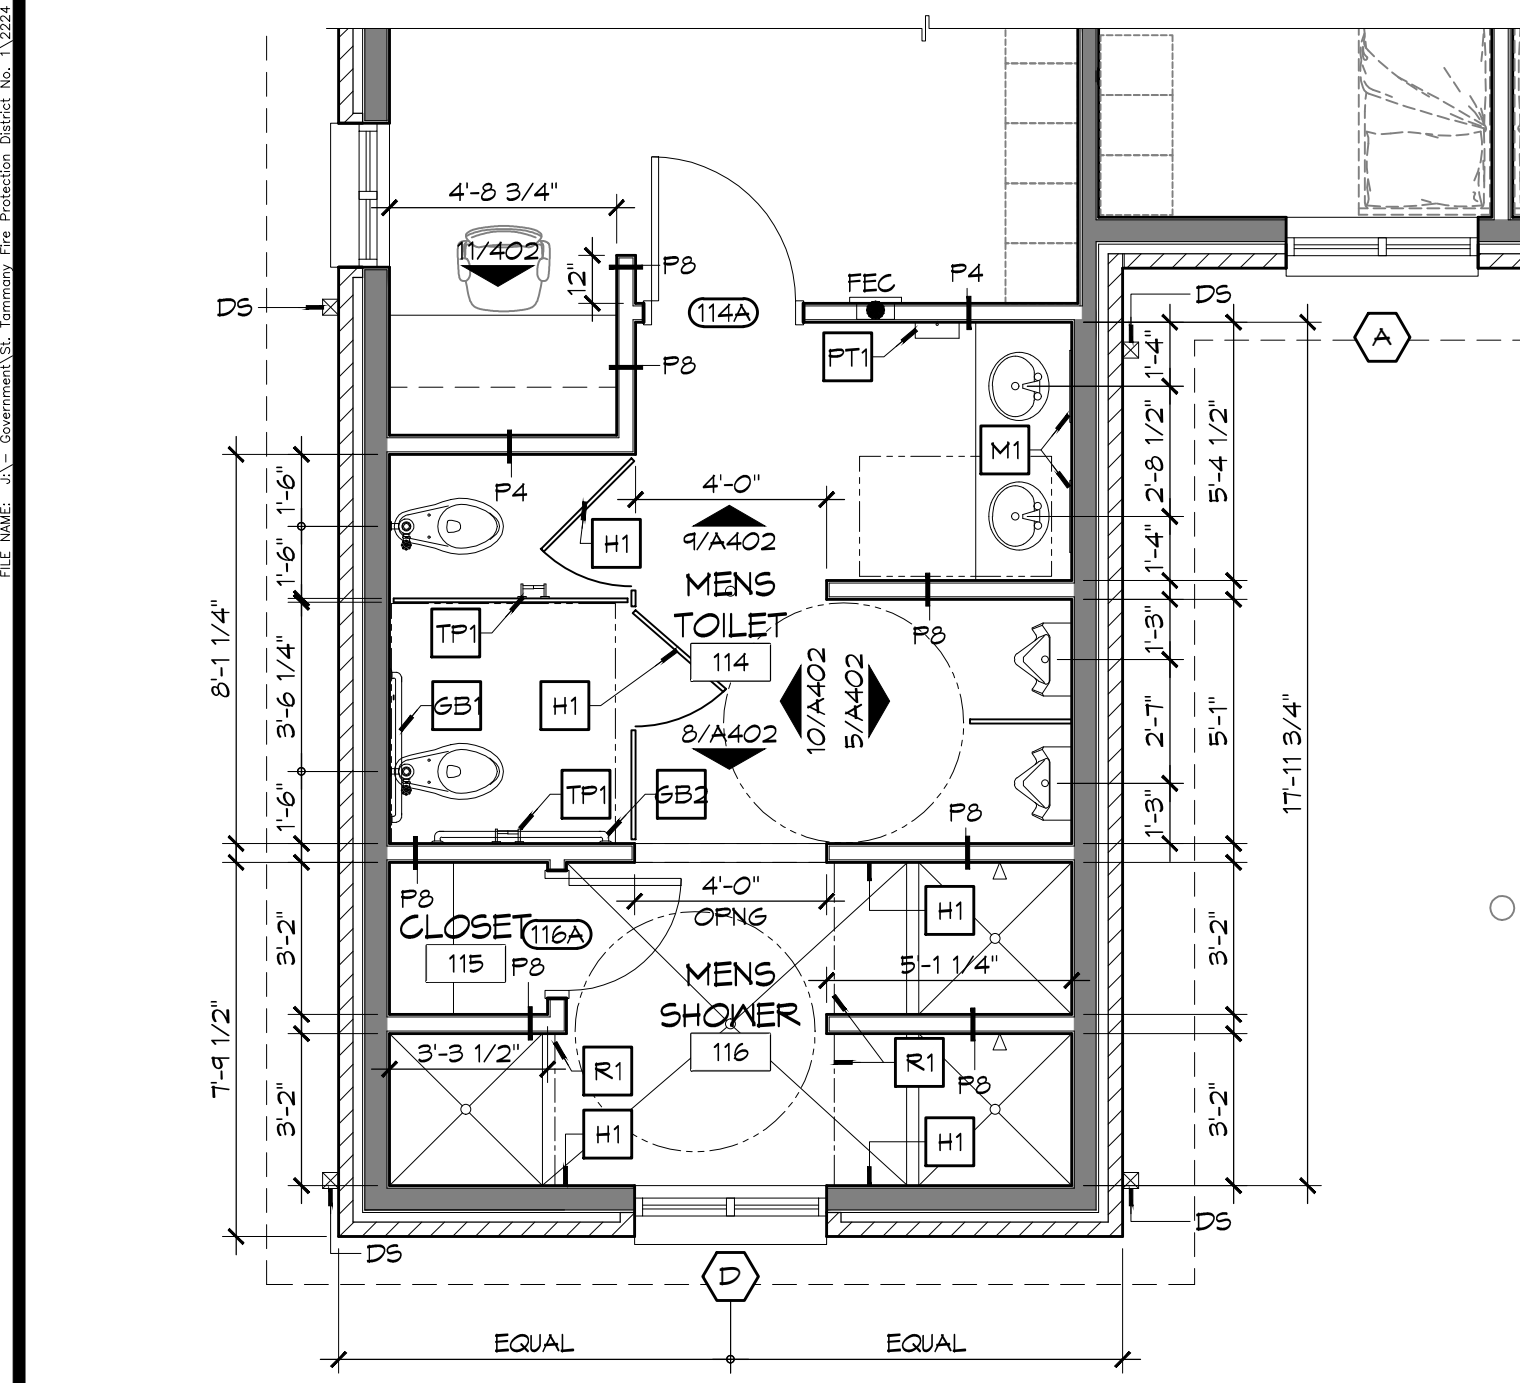 FILE NAME:   J:\- Government\St. Tammany Fire Protection District No. 1\2224
4'-8 3/4"
11/402
12"
P8
114A
FEC
P4
DS
DS
A
P8
PT1
1'-4"
M1
2'-8 1/2"
5'-4 1/2"
1'-6"
P4
4'-0"
H1
9/A402
1'-4"
1'-6"
MENS
TOILET
114
TP1
P8
1'-3"
8'-1 1/4"
3'-6 1/4"
GB1
H1
8/A402
10/A402
5/A402
2'-7"
5'-1"
17'-11 3/4"
1'-6"
TP1
GB2
P8
1'-3"
P8
CLOSET
115
116A
P8
4'-0"
OPNG
H1
3'-2"
5'-1 1/4"
3'-2"
MENS
SHOWER
116
7'-9 1/2"
3'-3 1/2"
R1
R1
P8
3'-2"
H1
H1
3'-2"
DS
DS
D
EQUAL
EQUAL